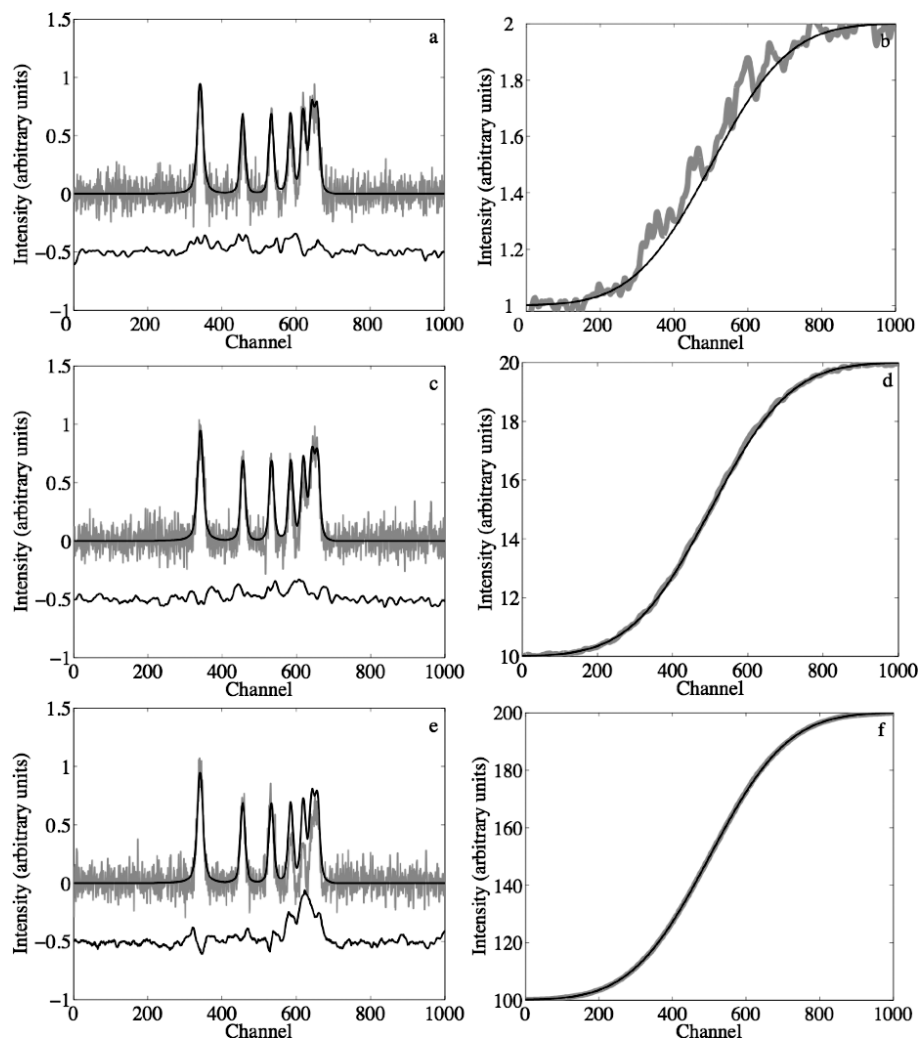 a
1.5
1
0.5
0
−0.5
−1
Intensity (arbitrary units)
0 200 400 600 800 1000
Channel
b
2
1.8
1.6
1.4
1.2
1
Intensity (arbitrary units)
200 400 600 800 1000
Channel
c
1.5
1
0.5
0
−0.5
−1
Intensity (arbitrary units)
0 200 400 600 800 1000
Channel
d
20
18
16
14
12
10
Intensity (arbitrary units)
0 200 400 600 800 1000
Channel
e
1.5
1
0.5
0
−0.5
−1
Intensity (arbitrary units)
0 200 400 600 800 1000
Channel
f
200
180
160
140
120
100
Intensity (arbitrary units)
0 200 400 600 800 1000
Channel